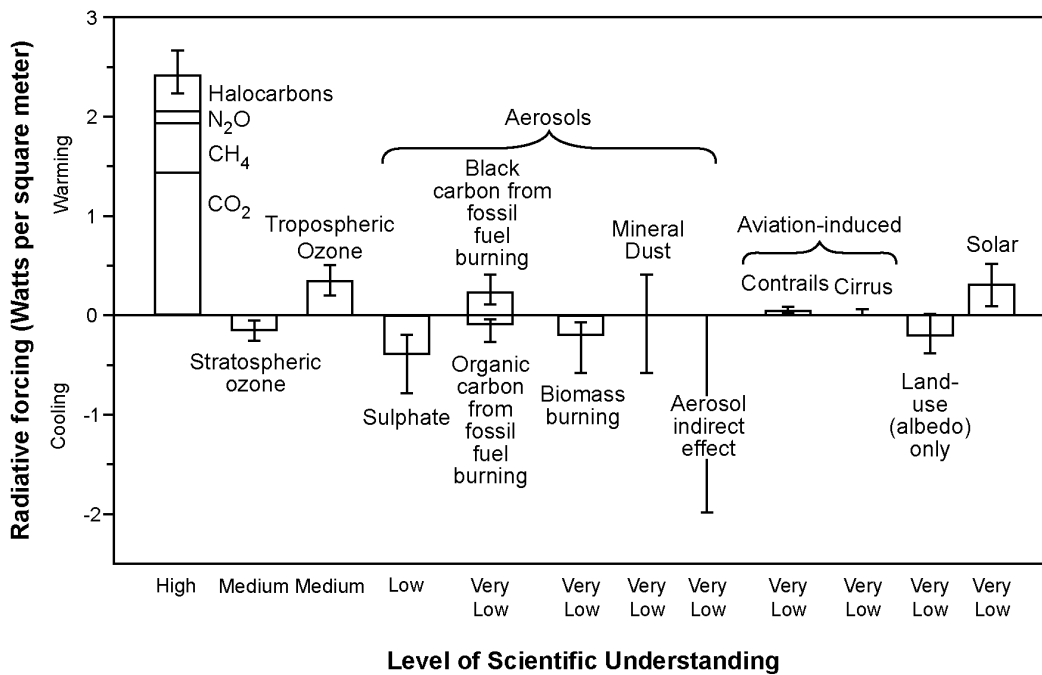 Radiative forcing (Watts per square meter)
Warming
Cooling
3
2
1
0
-1
-2
Halocarbons
N₂O
CH₄
CO₂
Stratospheric
ozone
Tropospheric
Ozone
Aerosols
Sulphate
Black
carbon from
fossil
fuel
burning
Organic
carbon
from
fossil
fuel
burning
Biomass
burning
Mineral
Dust
Aerosol
indirect
effect
Aviation-induced
Contrails
Cirrus
Land-
use
(albedo)
only
Solar
High
Medium
Medium
Low
Very
Low
Very
Low
Very
Low
Very
Low
Very
Low
Very
Low
Very
Low
Very
Low
Level of Scientific Understanding